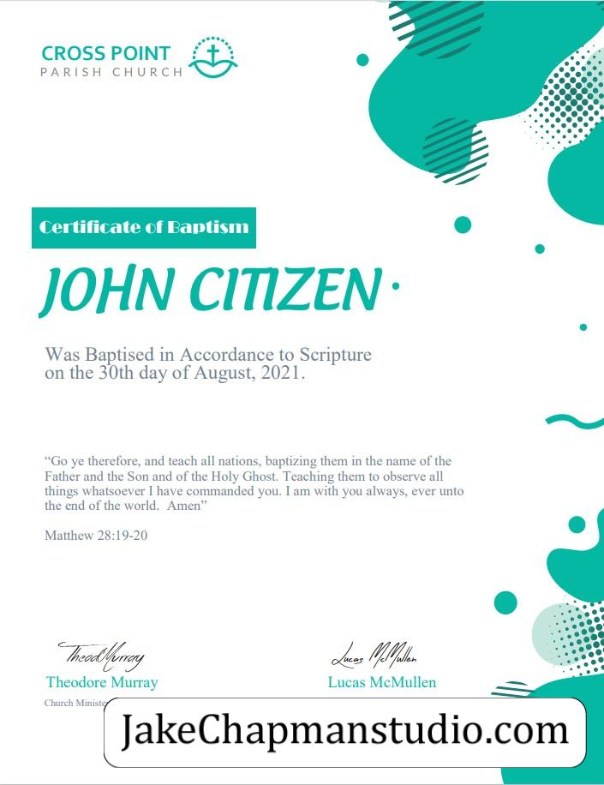 CROSS POINT
PARISH CHURCH
Certificate of Baptism
JOHN CITIZEN
Was Baptised in Accordance to Scripture
on the 30th day of August, 2021.
“Go ye therefore, and teach all nations, baptizing them in the name of the
Father and the Son and of the Holy Ghost. Teaching them to observe all
things whatsoever I have commanded you. I am with you always, ever unto
the end of the world.  Amen”
Matthew 28:19-20
Theod Murray
Lucas McMullen
Theodore Murray
Lucas McMullen
Church Ministe
JakeChapmanstudio.com